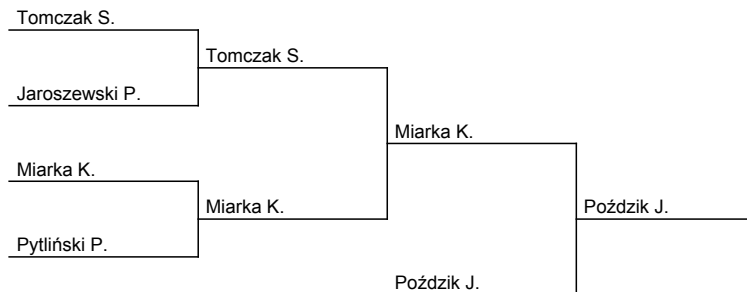 Tomczak S.
Tomczak S.
Jaroszewski P.
Miarka K.
Miarka K.
Miarka K.
Poździk J.
Pytliński P.
Poździk J.